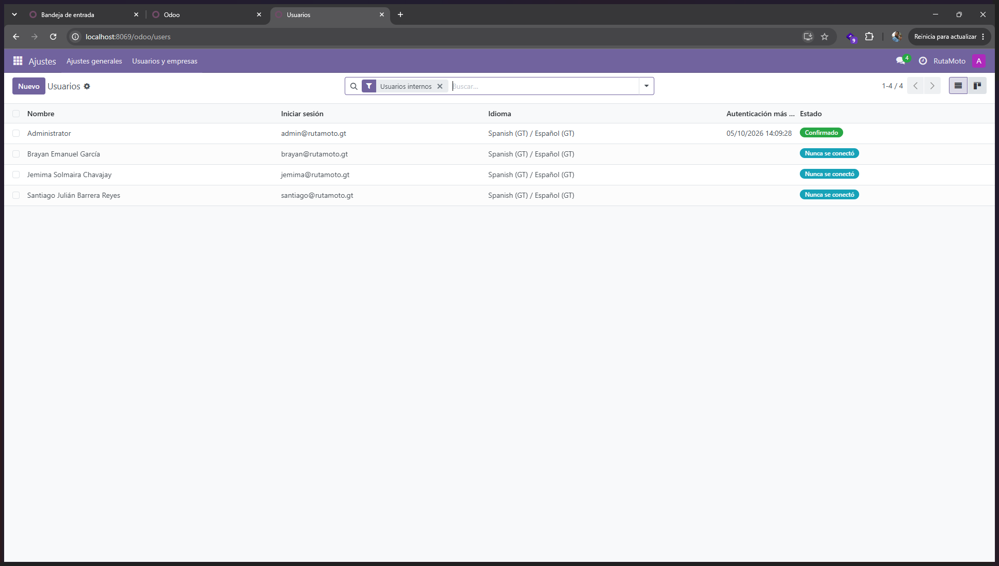 Bandeja de entrada
Odoo
Usuarios
localhost:8069/odoo/users
9
Reinicia para actualizar
Ajustes
Ajustes generales
Usuarios y empresas
4
RutaMoto
A
Nuevo
Usuarios
Usuarios internos
Buscar...
1-4 / 4
Nombre Iniciar sesión Idioma Autenticación más ... Estado
Administrator admin@rutamoto.gt Spanish (GT) / Español (GT) 05/10/2026 14:09:28 Confirmado
Brayan Emanuel García brayan@rutamoto.gt Spanish (GT) / Español (GT) Nunca se conectó
Jemima Solmaira Chavajay jemima@rutamoto.gt Spanish (GT) / Español (GT) Nunca se conectó
Santiago Julián Barrera Reyes santiago@rutamoto.gt Spanish (GT) / Español (GT) Nunca se conectó